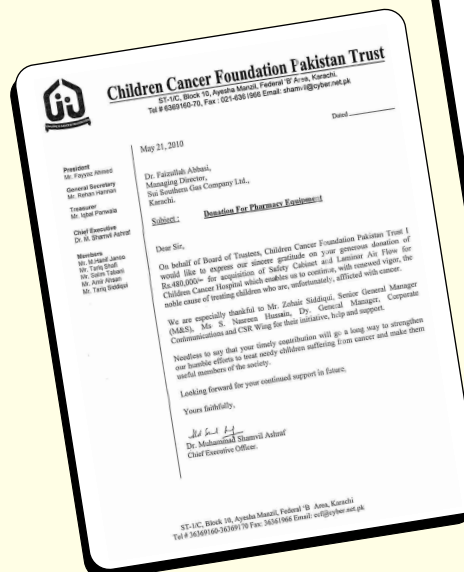 Children Cancer Foundation Pakistan Trust
ST-1/C, Block 10, Ayesha Manzil, Federal 'B' Area, Karachi.
Tel # 6369160-70, Fax : 021-6361966 Email: shamvil@cyber.net.pk
Dated
May 21, 2010
President
Mr. Fayyaz Ahmed
General Secretary
Mr. Rehan Hannan
Treasurer
Mr. Iqbal Parwala
Chief Executive
Dr. M. Shamvil Ashraf
Members
Mr. M.Hanif Janoo
Mr. Tariq Shafi
Mr. Salim Tabani
Mr. Amir Ahsan
Mr. Tariq Siddiqui
Dr. Faizullah Abbasi,
Managing Director,
Sui Southern Gas Company Ltd.,
Karachi.
Subject : Donation For Pharmacy Equipment
Dear Sir,
On behalf of Board of Trustees, Children Cancer Foundation Pakistan Trust I
would like to express our sincere gratitude on your generous donation of
Rs.480,000/= for acquisition of Safety Cabinet and Laminar Air Flow for
Children Cancer Hospital which enables us to continue, with renewed vigor, the
noble cause of treating children who are, unfortunately, afflicted with cancer.
We are especially thankful to Mr. Zohair Siddiqui, Senior General Manager
(M&S), Ms S. Nasreen Hussain, Dy. General Manager, Corporate
Communications and CSR Wing for their initiative, help and support.
Needless to say that your timely contribution will go a long way to strengthen
our humble efforts to treat needy children suffering from cancer and make them
useful members of the society.
Looking forward for your continued support in future.
Yours faithfully,
Dr. Muhammad Shamvil Ashraf
Chief Executive Officer.
ST-1/C, Block 10, Ayesha Manzil, Federal 'B' Area, Karachi
Tel # 36369160-36369170 Fax: 36361966 Email: ccf@cyber.net.pk